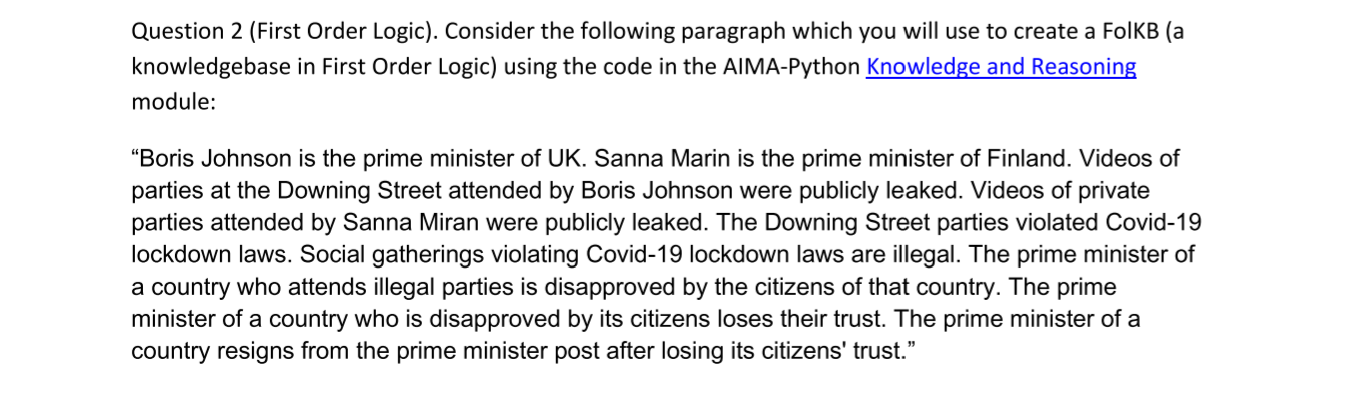 Question 2 (First Order Logic). Consider the following paragraph which you will use to create a FolKB (a
knowledgebase in First Order Logic) using the code in the AIMA-Python Knowledge and Reasoning
module:
“Boris Johnson is the prime minister of UK. Sanna Marin is the prime minister of Finland. Videos of
parties at the Downing Street attended by Boris Johnson were publicly leaked. Videos of private
parties attended by Sanna Miran were publicly leaked. The Downing Street parties violated Covid-19
lockdown laws. Social gatherings violating Covid-19 lockdown laws are illegal. The prime minister of
a country who attends illegal parties is disapproved by the citizens of that country. The prime
minister of a country who is disapproved by its citizens loses their trust. The prime minister of a
country resigns from the prime minister post after losing its citizens' trust.”